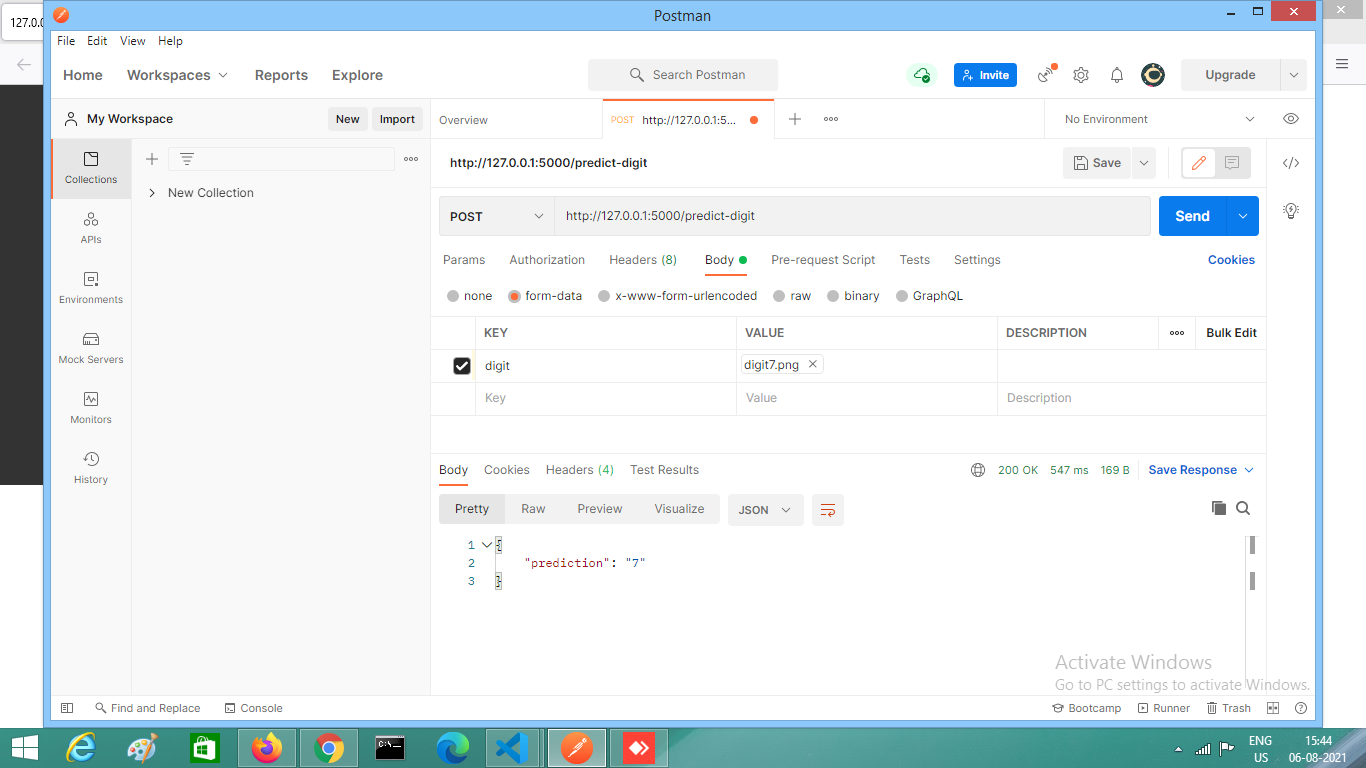 Postman
127.0.0
File Edit View Help
Home Workspaces Reports Explore Search Postman Invite Upgrade
My Workspace New Import Overview POST http://127.0.0.1:5... No Environment
Collections
New Collection
APIs
Environments
Mock Servers
Monitors
History
http://127.0.0.1:5000/predict-digit Save
POST http://127.0.0.1:5000/predict-digit Send
Params Authorization Headers (8) Body Pre-request Script Tests Settings Cookies
none form-data x-www-form-urlencoded raw binary GraphQL
KEY VALUE DESCRIPTION Bulk Edit
digit digit7.png
Key Value Description
Body Cookies Headers (4) Test Results 200 OK 547 ms 169 B Save Response
Pretty Raw Preview Visualize JSON
1 {
2 "prediction": "7"
3 }
Activate Windows
Go to PC settings to activate Windows.
Find and Replace Console Bootcamp Runner Trash
ENG 15:44
US 06-08-2021